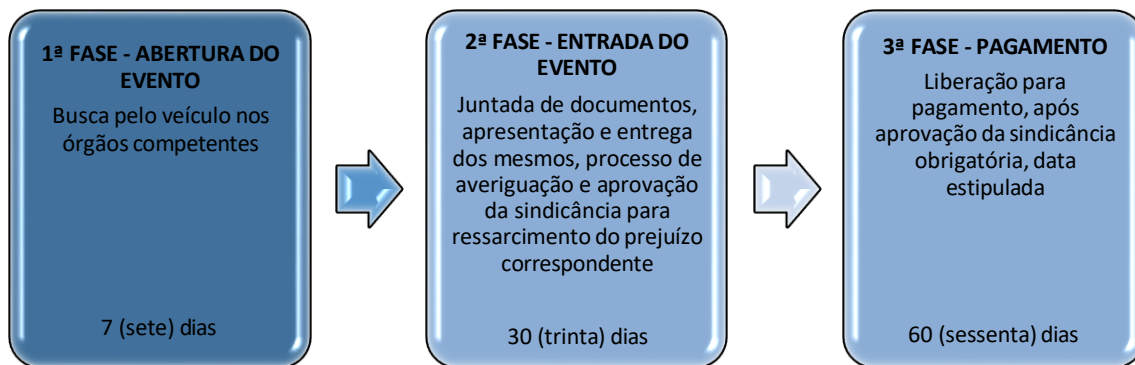 1ª FASE - ABERTURA DO
EVENTO
Busca pelo veículo nos
órgãos competentes
7 (sete) dias
2ª FASE - ENTRADA DO
EVENTO
Juntada de documentos,
apresentação e entrega
dos mesmos, processo de
averiguação e aprovação
da sindicância para
ressarcimento do prejuízo
correspondente
30 (trinta) dias
3ª FASE - PAGAMENTO
Liberação para
pagamento, após
aprovação da sindicância
obrigatória, data
estipulada
60 (sessenta) dias